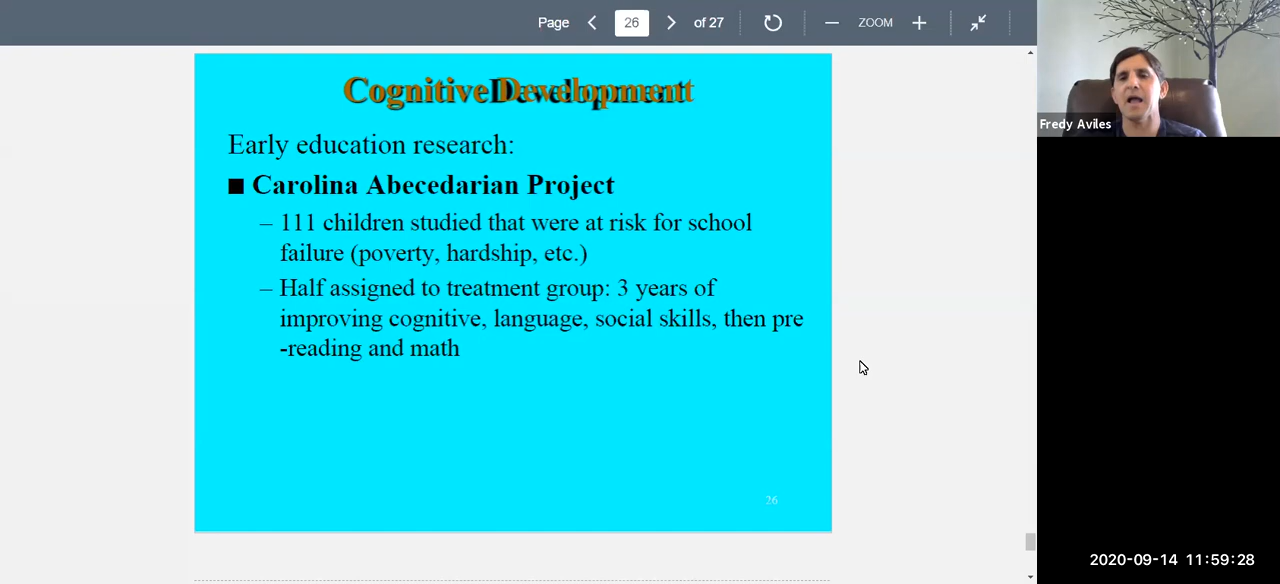 Page 26 of 27 ZOOM
Cognitive Development
Early education research:
■ Carolina Abecedarian Project
– 111 children studied that were at risk for school
failure (poverty, hardship, etc.)
– Half assigned to treatment group: 3 years of
improving cognitive, language, social skills, then pre
-reading and math
26
Fredy Aviles
2020-09-14 11:59:28